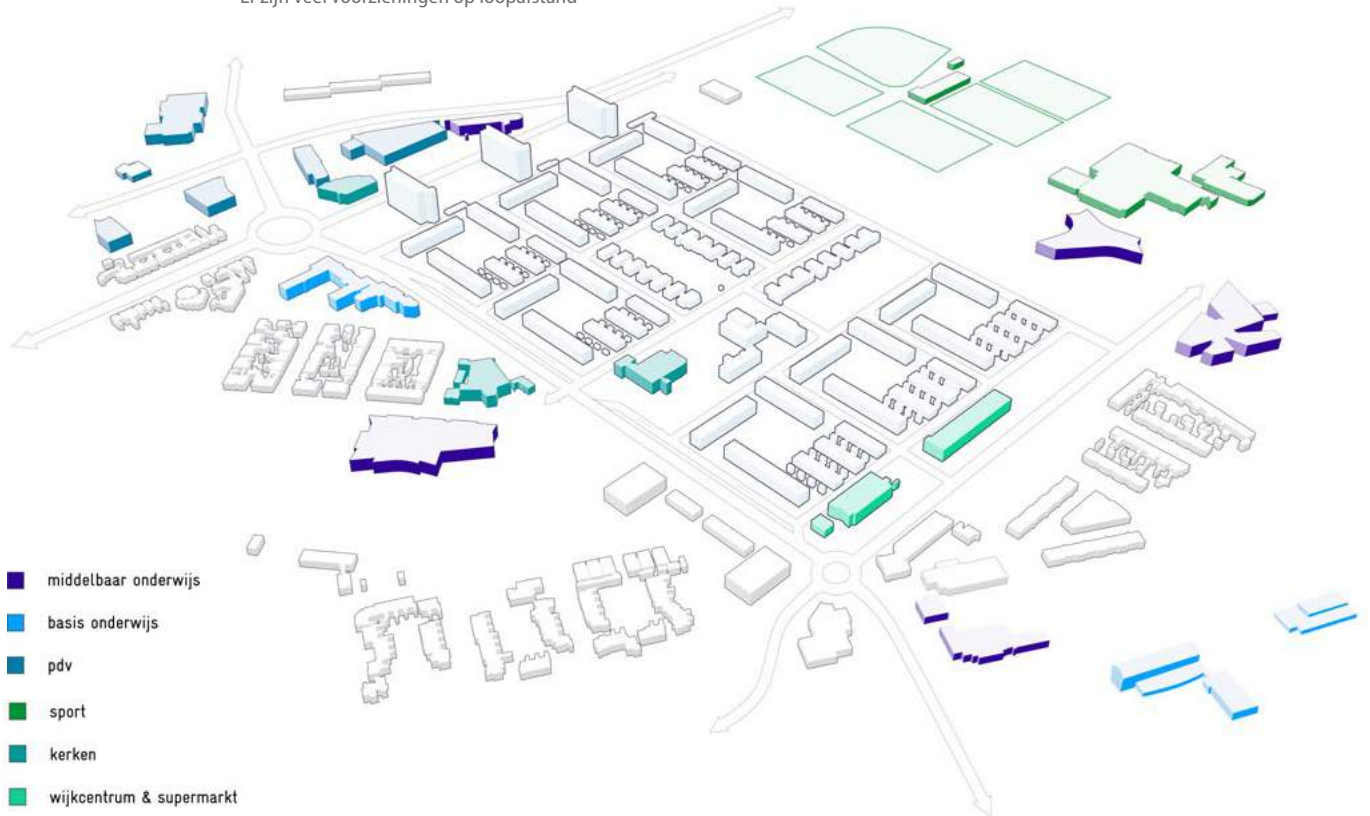 Er zijn veel voorzieningen op loopafstand
middelbaar onderwijs
basis onderwijs
pdv
sport
kerken
wijkcentrum & supermarkt